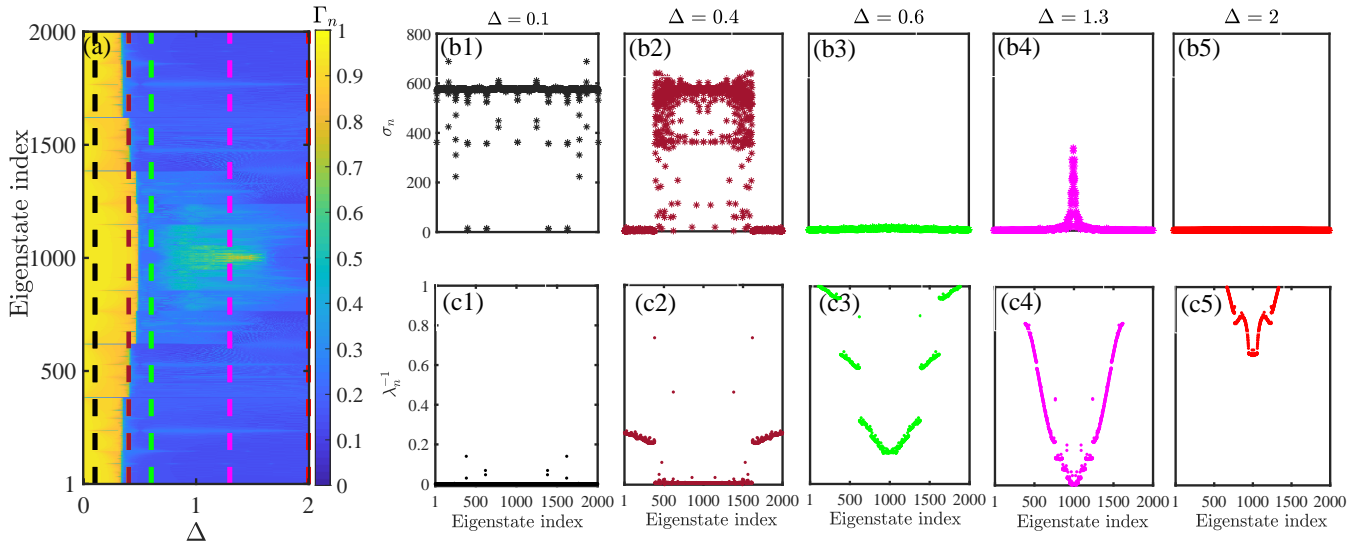 Γₙ
Δ = 0.1
Δ = 0.4
Δ = 0.6
Δ = 1.3
Δ = 2
(a)
Eigenstate index
2000
1500
1000
500
1
0
1
2
Δ
1
0.9
0.8
0.7
0.6
0.5
0.4
0.3
0.2
0.1
0
(b1)
(b2)
(b3)
(b4)
(b5)
σₙ
800
600
400
200
0
(c1)
(c2)
(c3)
(c4)
(c5)
λₙ⁻¹
1
0.8
0.6
0.4
0.2
0
1 500 1000 1500 2000
1 500 1000 1500 2000
1 500 1000 1500 2000
1 500 1000 1500 2000
1 500 1000 1500 2000
Eigenstate index
Eigenstate index
Eigenstate index
Eigenstate index
Eigenstate index